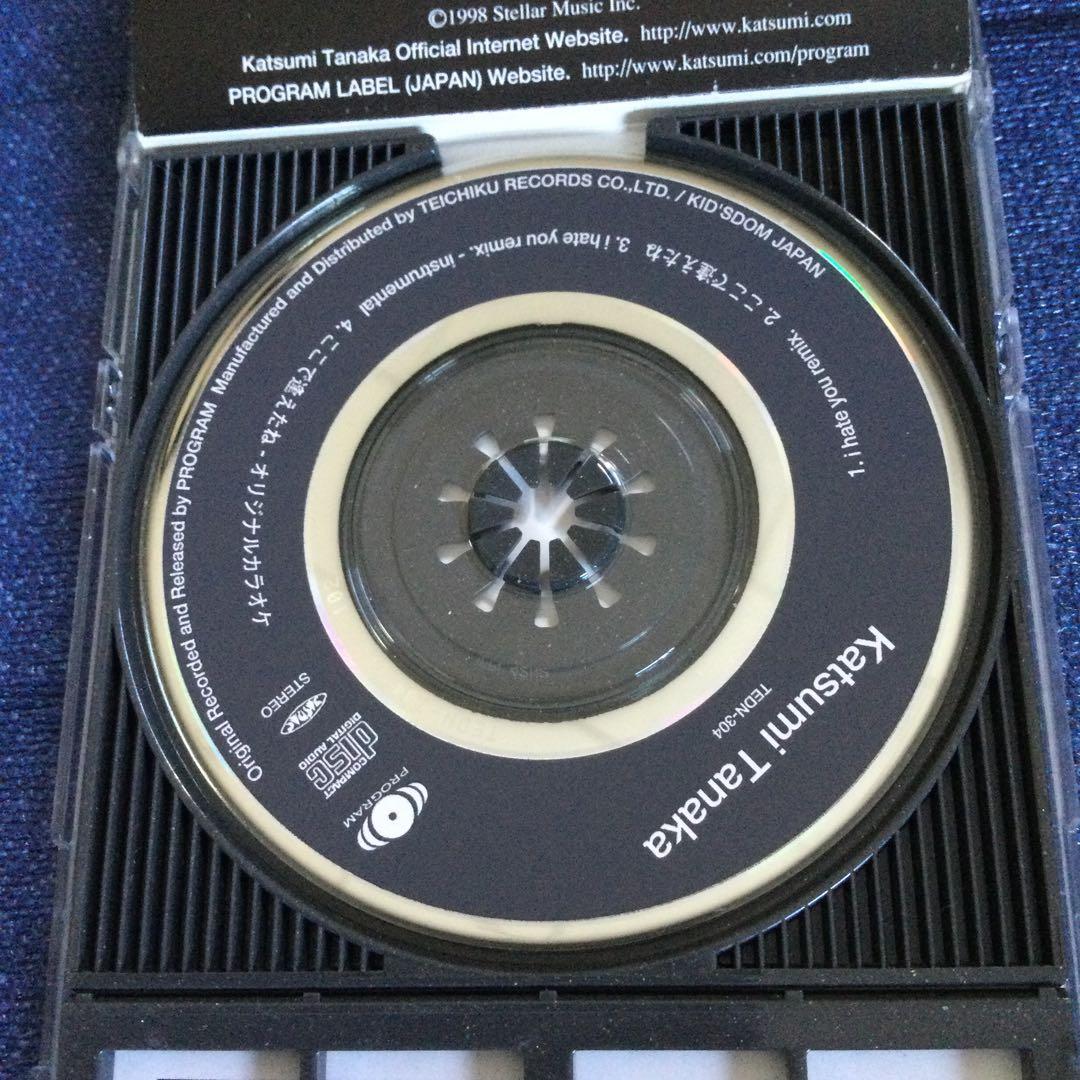 ©1998 Stellar Music Inc.
Katsumi Tanaka Official Internet Website. http://www.katsumi.com
PROGRAM LABEL (JAPAN) Website. http://www.katsumi.com/program
Original Recorded and Released by PROGRAM Manufactured and Distributed by TEICHIKU RECORDS CO.,LTD. / KID'SDOM JAPAN
1. i hate you remix. 2. ここで逢えたね 3. i hate you remix. - instrumental 4. ここで逢えたね - オリジナルカラオケ
Katsumi Tanaka
TEDN-304
STEREO
COMPACT
disc
DIGITAL AUDIO
PROGRAM